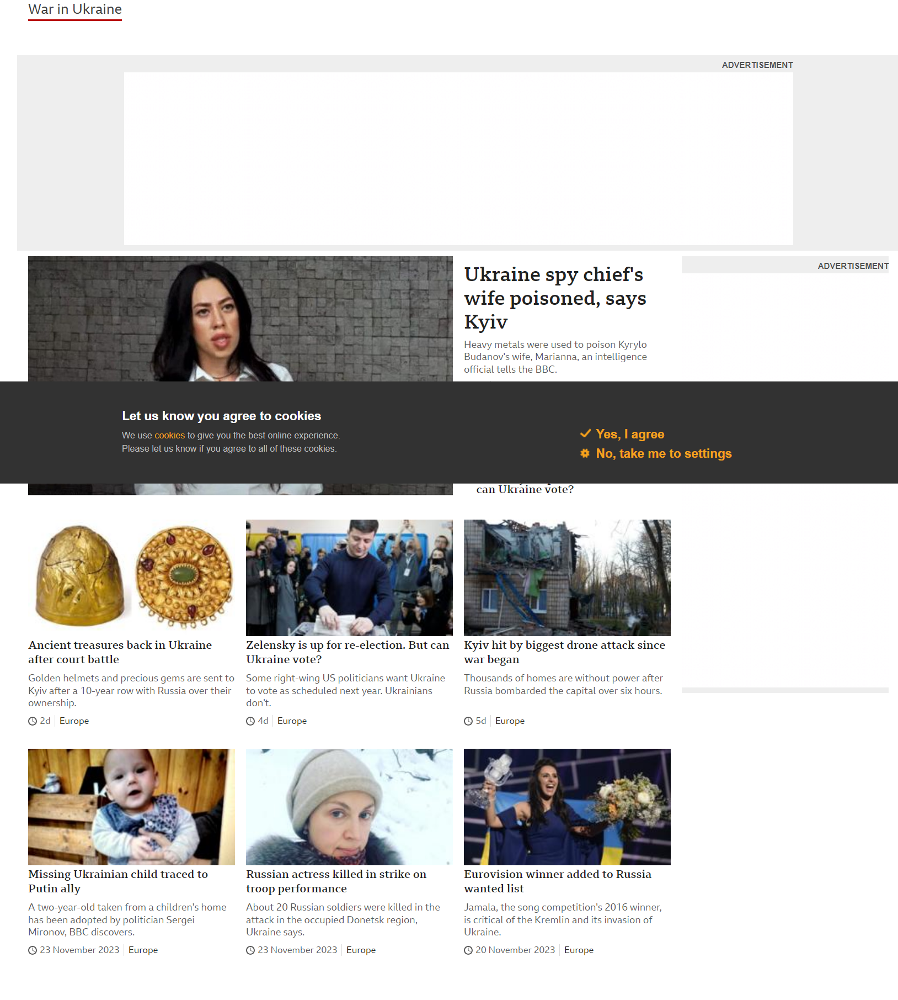 War in Ukraine
ADVERTISEMENT
Ukraine spy chief's
wife poisoned, says
Kyiv
Heavy metals were used to poison Kyrylo
Budanov's wife, Marianna, an intelligence
official tells the BBC.
ADVERTISEMENT
Let us know you agree to cookies
We use cookies to give you the best online experience.
Please let us know if you agree to all of these cookies.
Yes, I agree
No, take me to settings
can Ukraine vote?
Ancient treasures back in Ukraine
after court battle
Golden helmets and precious gems are sent to
Kyiv after a 10-year row with Russia over their
ownership.
2d
Europe
Zelensky is up for re-election. But can
Ukraine vote?
Some right-wing US politicians want Ukraine
to vote as scheduled next year. Ukrainians
don't.
4d
Europe
Kyiv hit by biggest drone attack since
war began
Thousands of homes are without power after
Russia bombarded the capital over six hours.
5d
Europe
Missing Ukrainian child traced to
Putin ally
A two-year-old taken from a children's home
has been adopted by politician Sergei
Mironov, BBC discovers.
23 November 2023
Europe
Russian actress killed in strike on
troop performance
About 20 Russian soldiers were killed in the
attack in the occupied Donetsk region,
Ukraine says.
23 November 2023
Europe
Eurovision winner added to Russia
wanted list
Jamala, the song competition's 2016 winner,
is critical of the Kremlin and its invasion of
Ukraine.
20 November 2023
Europe